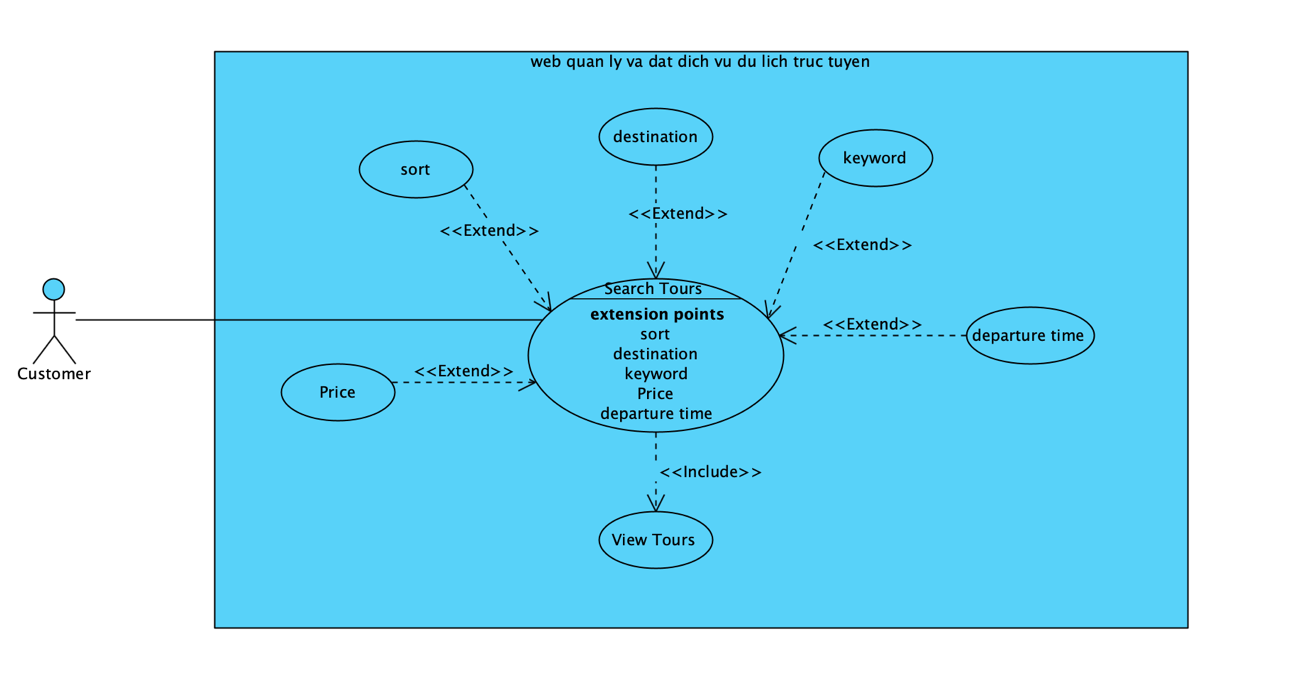 web quan ly va dat dich vu du lich truc tuyen
destination
keyword
sort
<<Extend>>
<<Extend>>
<<Extend>>
Search Tours
extension points
sort
destination
keyword
Price
departure time
<<Extend>>
departure time
Customer
<<Extend>>
Price
<<Include>>
View Tours